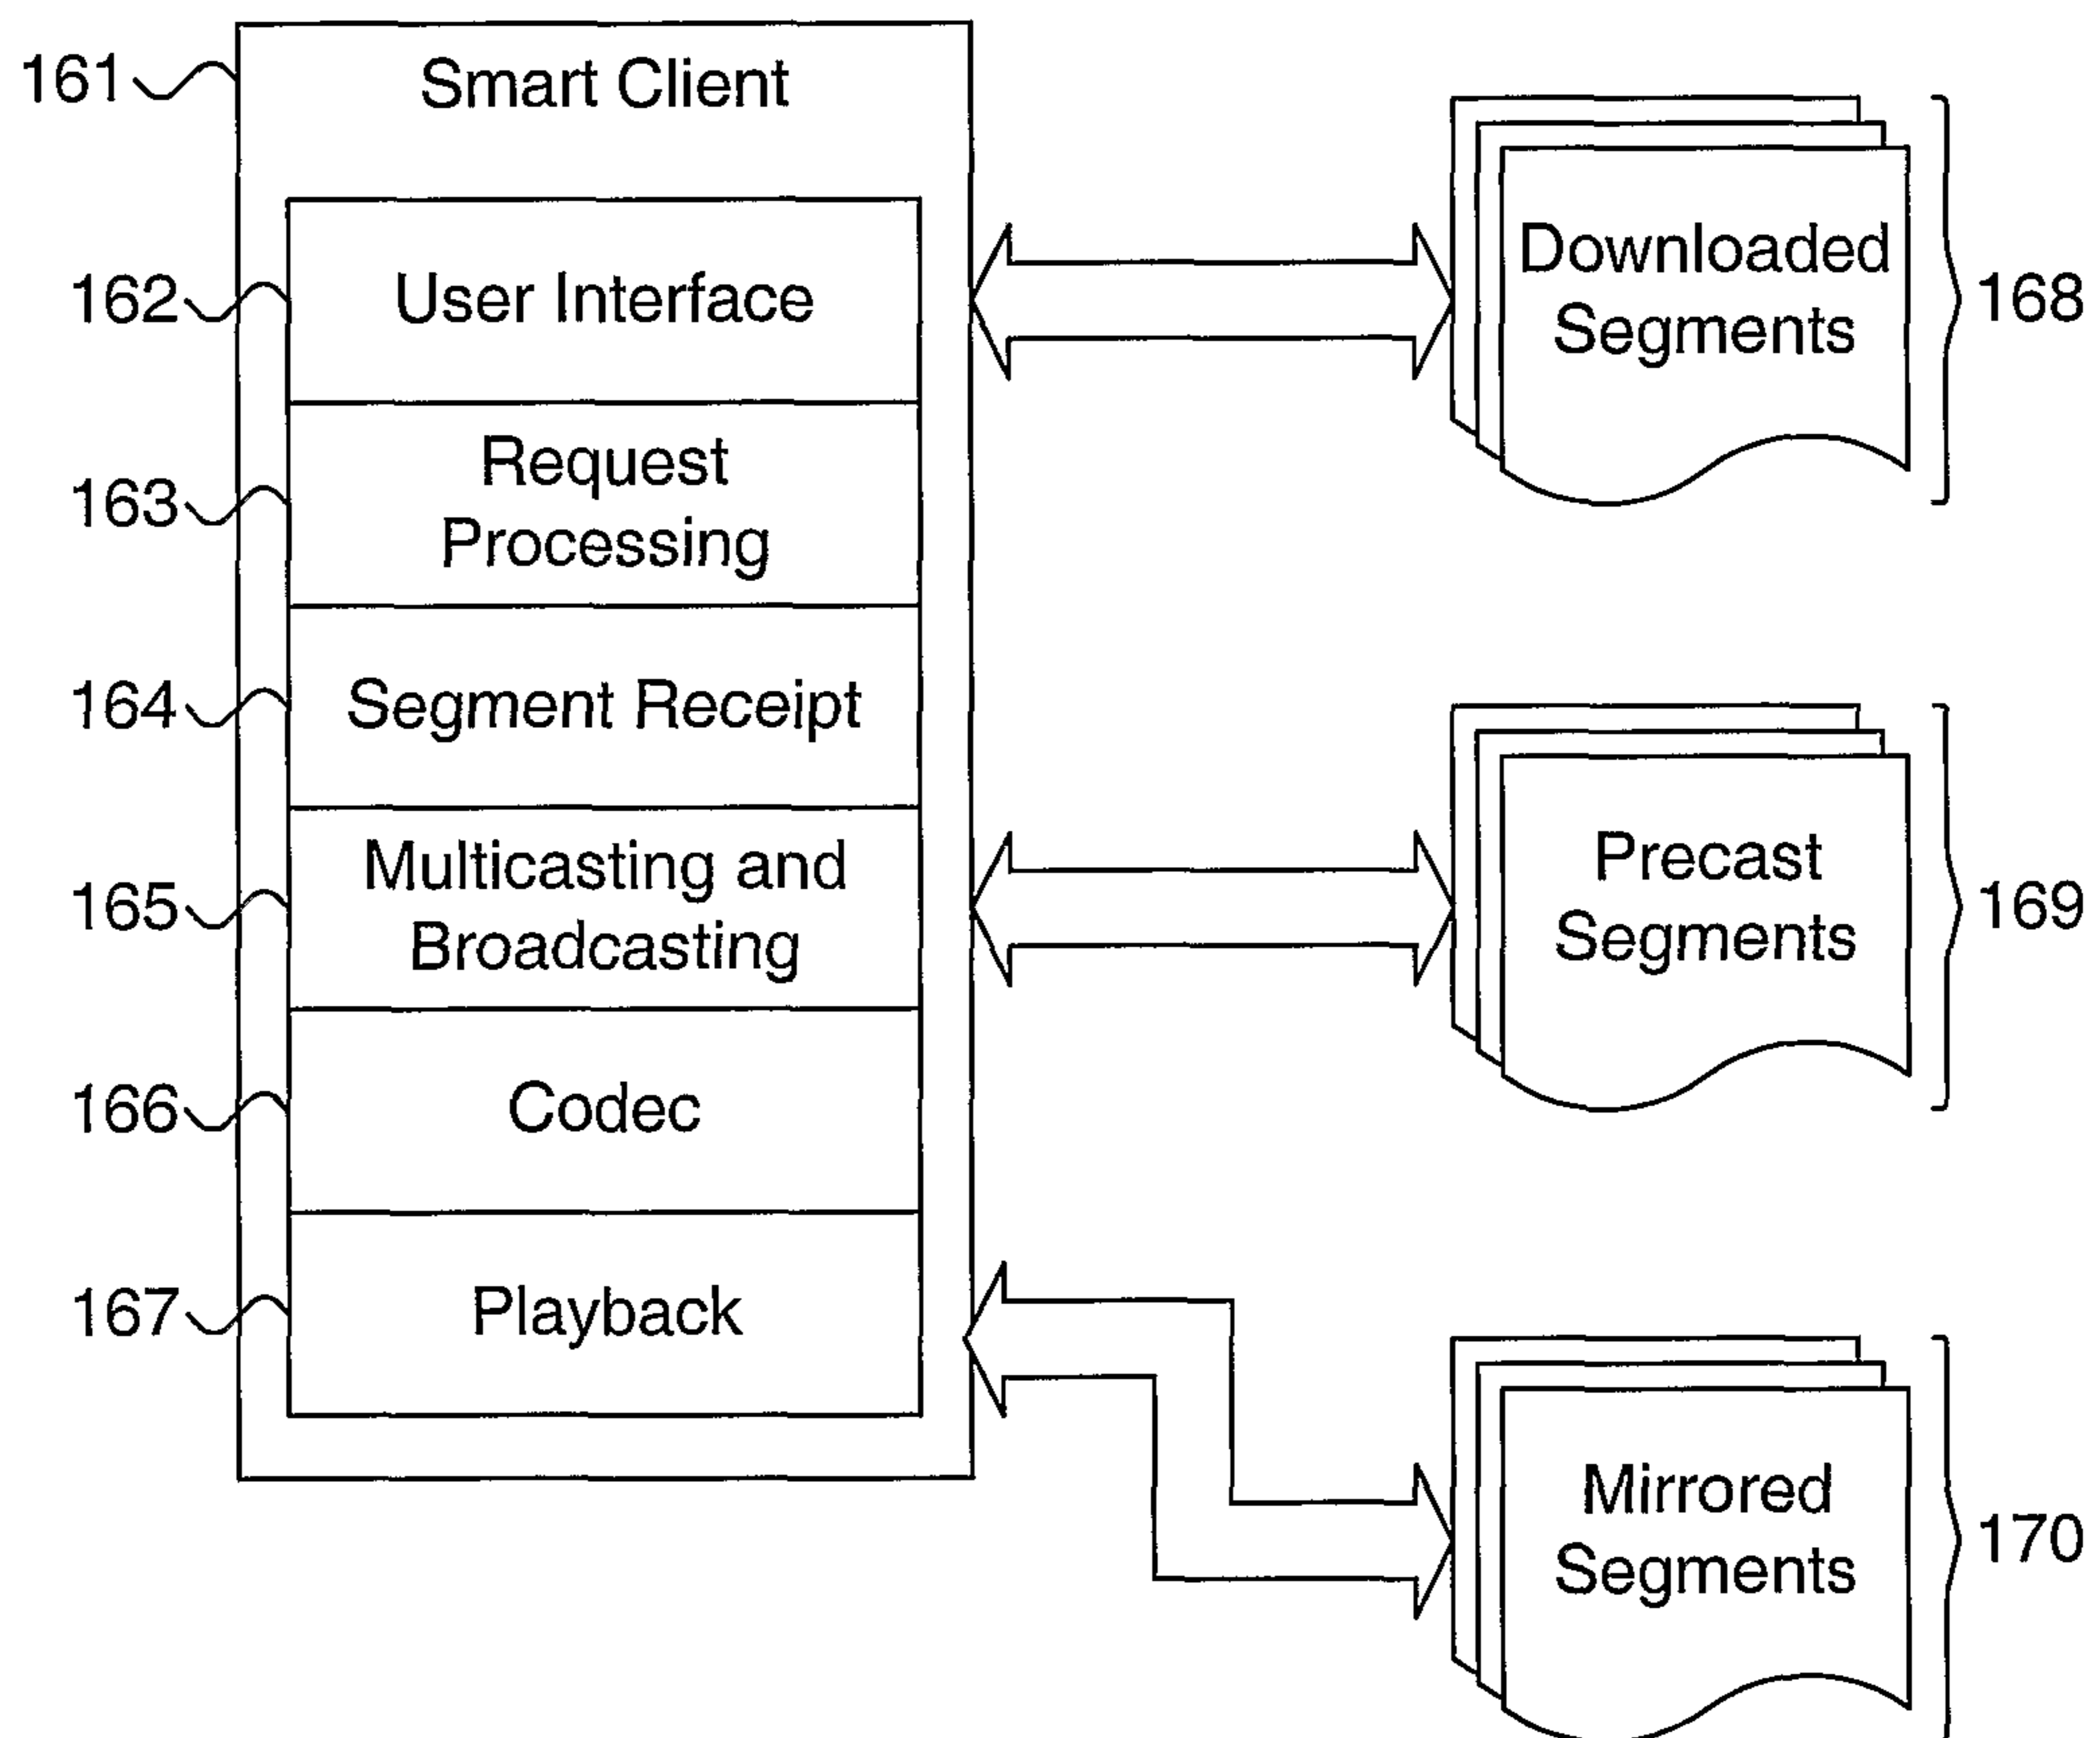 161
Smart Client
162
User Interface
163
Request
Processing
164
Segment Receipt
165
Multicasting and
Broadcasting
166
Codec
167
Playback
Downloaded
Segments
168
Precast
Segments
169
Mirrored
Segments
170